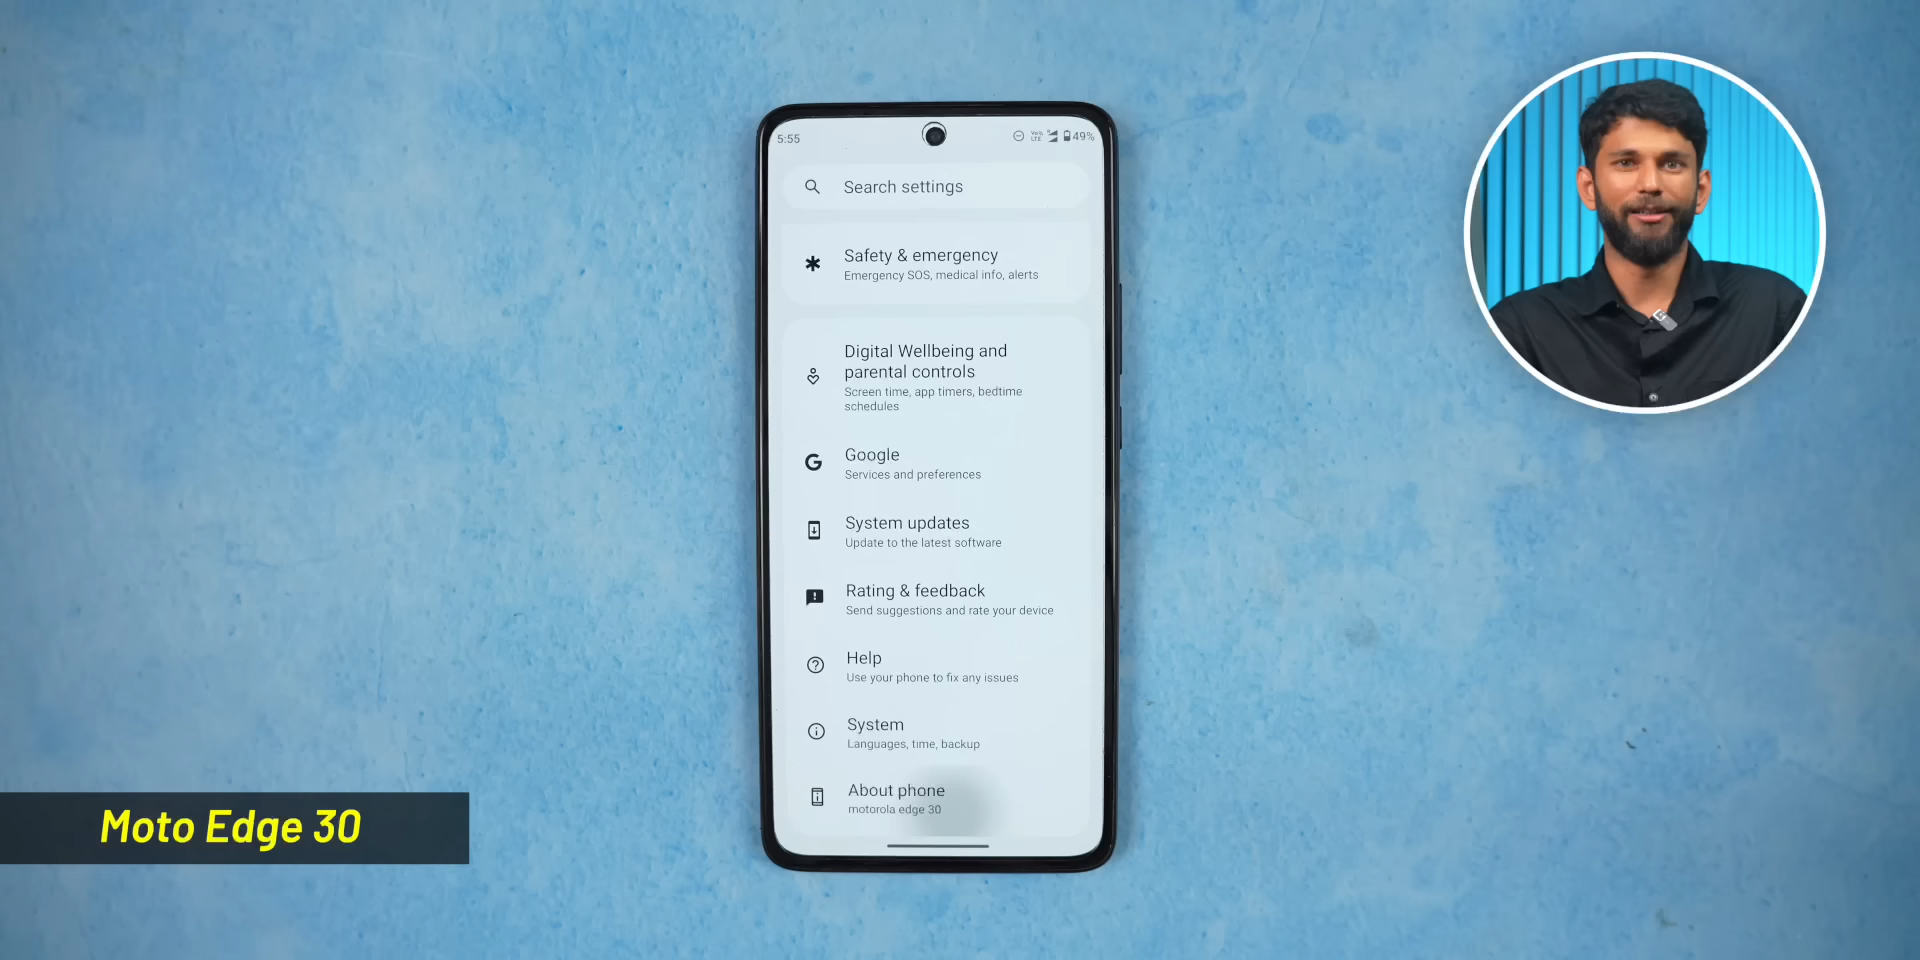 5:55
49%
Search settings
Safety & emergency
Emergency SOS, medical info, alerts
Digital Wellbeing and
parental controls
Screen time, app timers, bedtime
schedules
Google
Services and preferences
System updates
Update to the latest software
Rating & feedback
Send suggestions and rate your device
Help
Use your phone to fix any issues
System
Languages, time, backup
About phone
motorola edge 30
Moto Edge 30